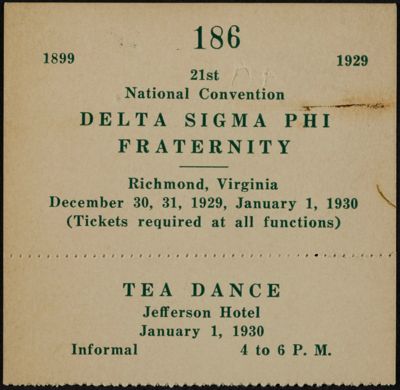 186
1899 1929
21st
National Convention
DELTA SIGMA PHI
FRATERNITY
Richmond, Virginia
December 30, 31, 1929, January 1, 1930
(Tickets required at all functions)
TEA DANCE
Jefferson Hotel
January 1, 1930
Informal 4 to 6 P. M.